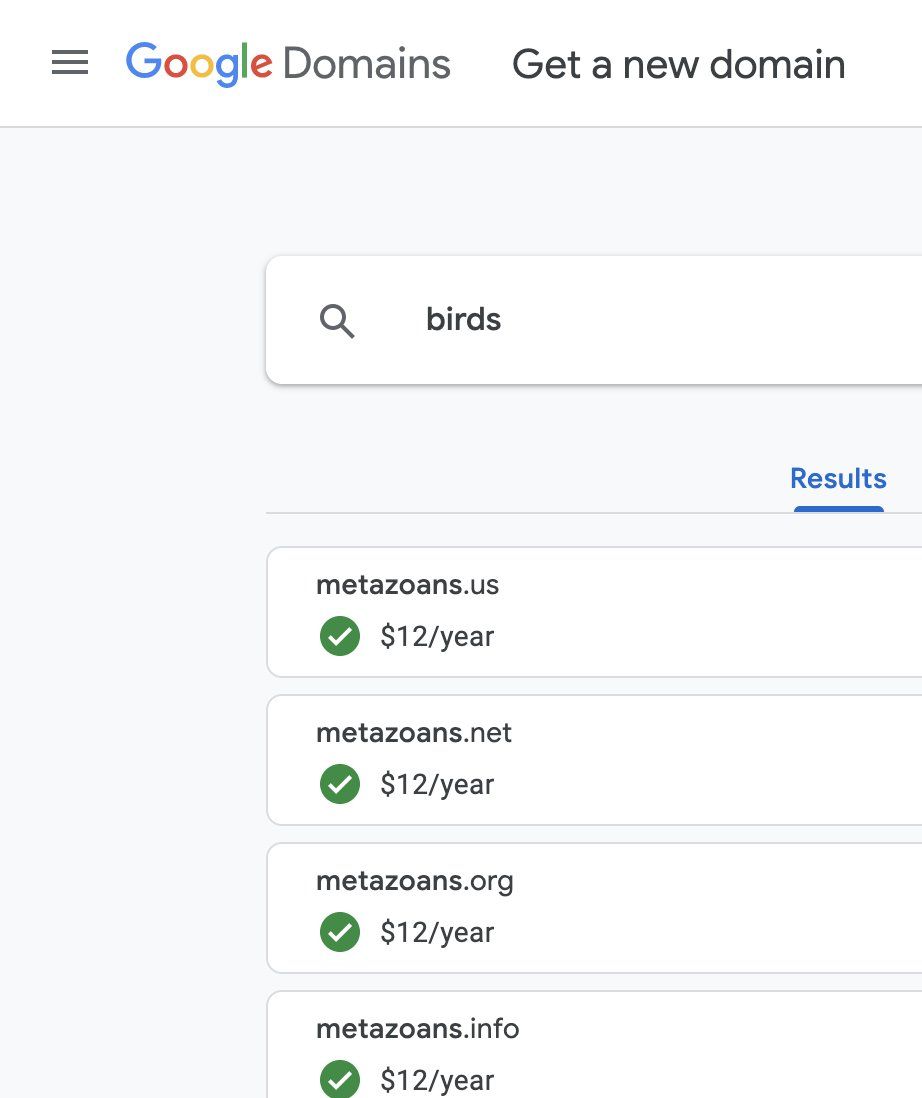 Google Domains Get a new domain
birds
Results
metazoans.us
$12/year
metazoans.net
$12/year
metazoans.org
$12/year
metazoans.info
$12/year